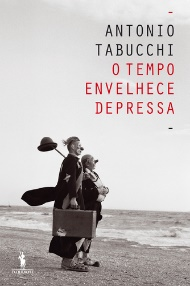 ANTONIO
TABUCCHI
O TEMPO
ENVELHECE
DEPRESSA